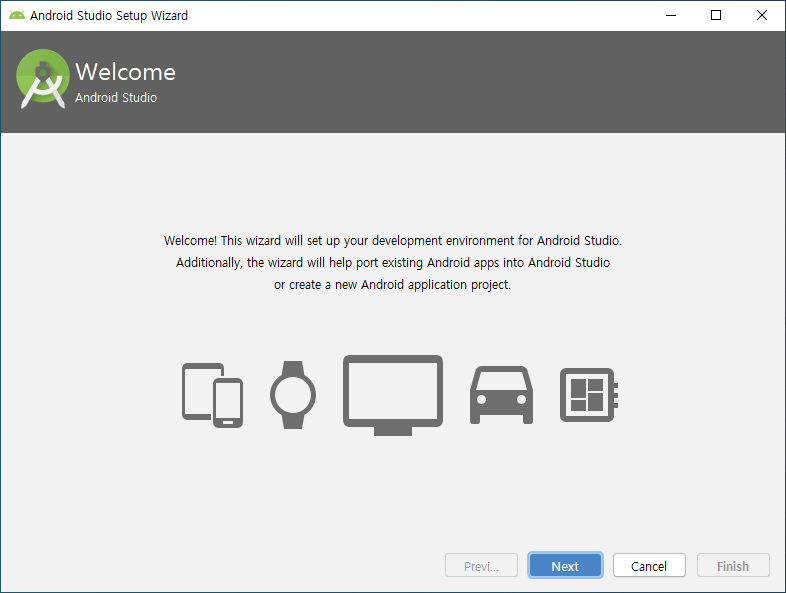 Android Studio Setup Wizard
Welcome
Android Studio
Welcome! This wizard will set up your development environment for Android Studio.
Additionally, the wizard will help port existing Android apps into Android Studio
or create a new Android application project.
Previ...
Next
Cancel
Finish